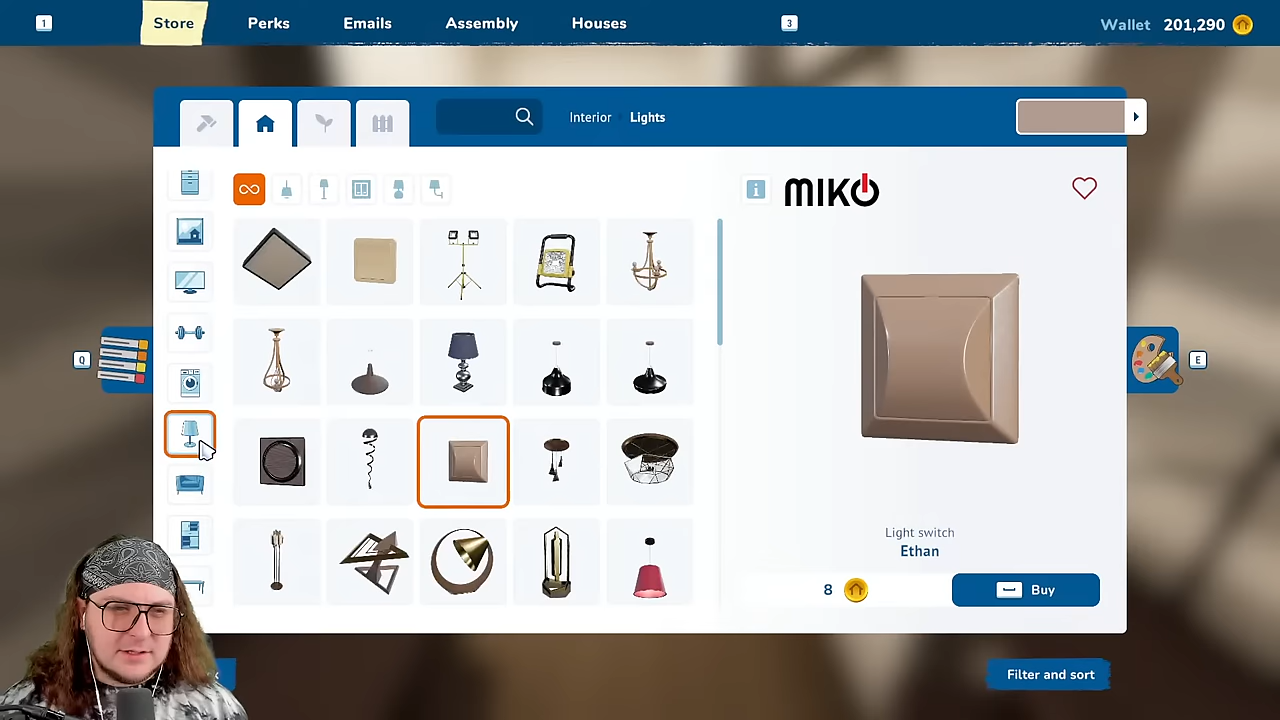 1 Store Perks Emails Assembly Houses 3 Wallet 201,290
Interior Lights
MIKO
Q
E
Light switch
Ethan
8 Buy
Filter and sort